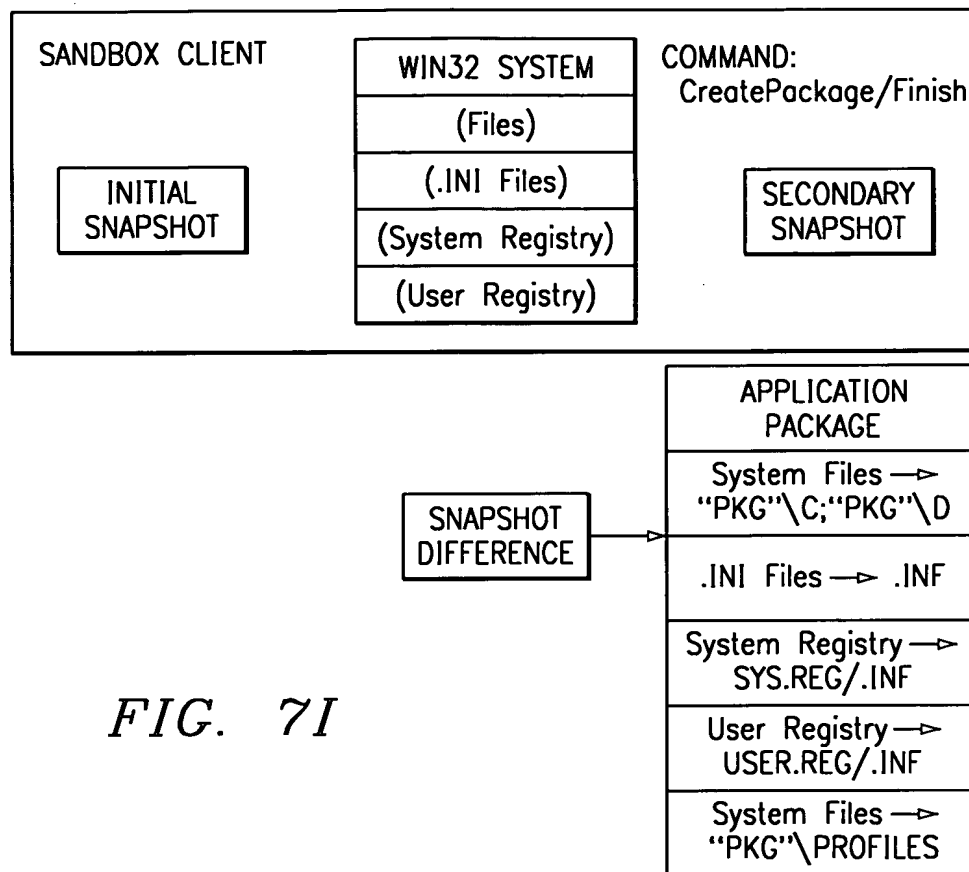 SANDBOX CLIENT
INITIAL
SNAPSHOT
WIN32 SYSTEM
(Files)
(.INI Files)
(System Registry)
(User Registry)
COMMAND:
CreatePackage/Finish
SECONDARY
SNAPSHOT
SNAPSHOT
DIFFERENCE
APPLICATION
PACKAGE
System Files →
“PKG”\C;“PKG”\D
.INI Files → .INF
System Registry →
SYS.REG/.INF
User Registry →
USER.REG/.INF
System Files →
“PKG”\PROFILES
FIG. 7I